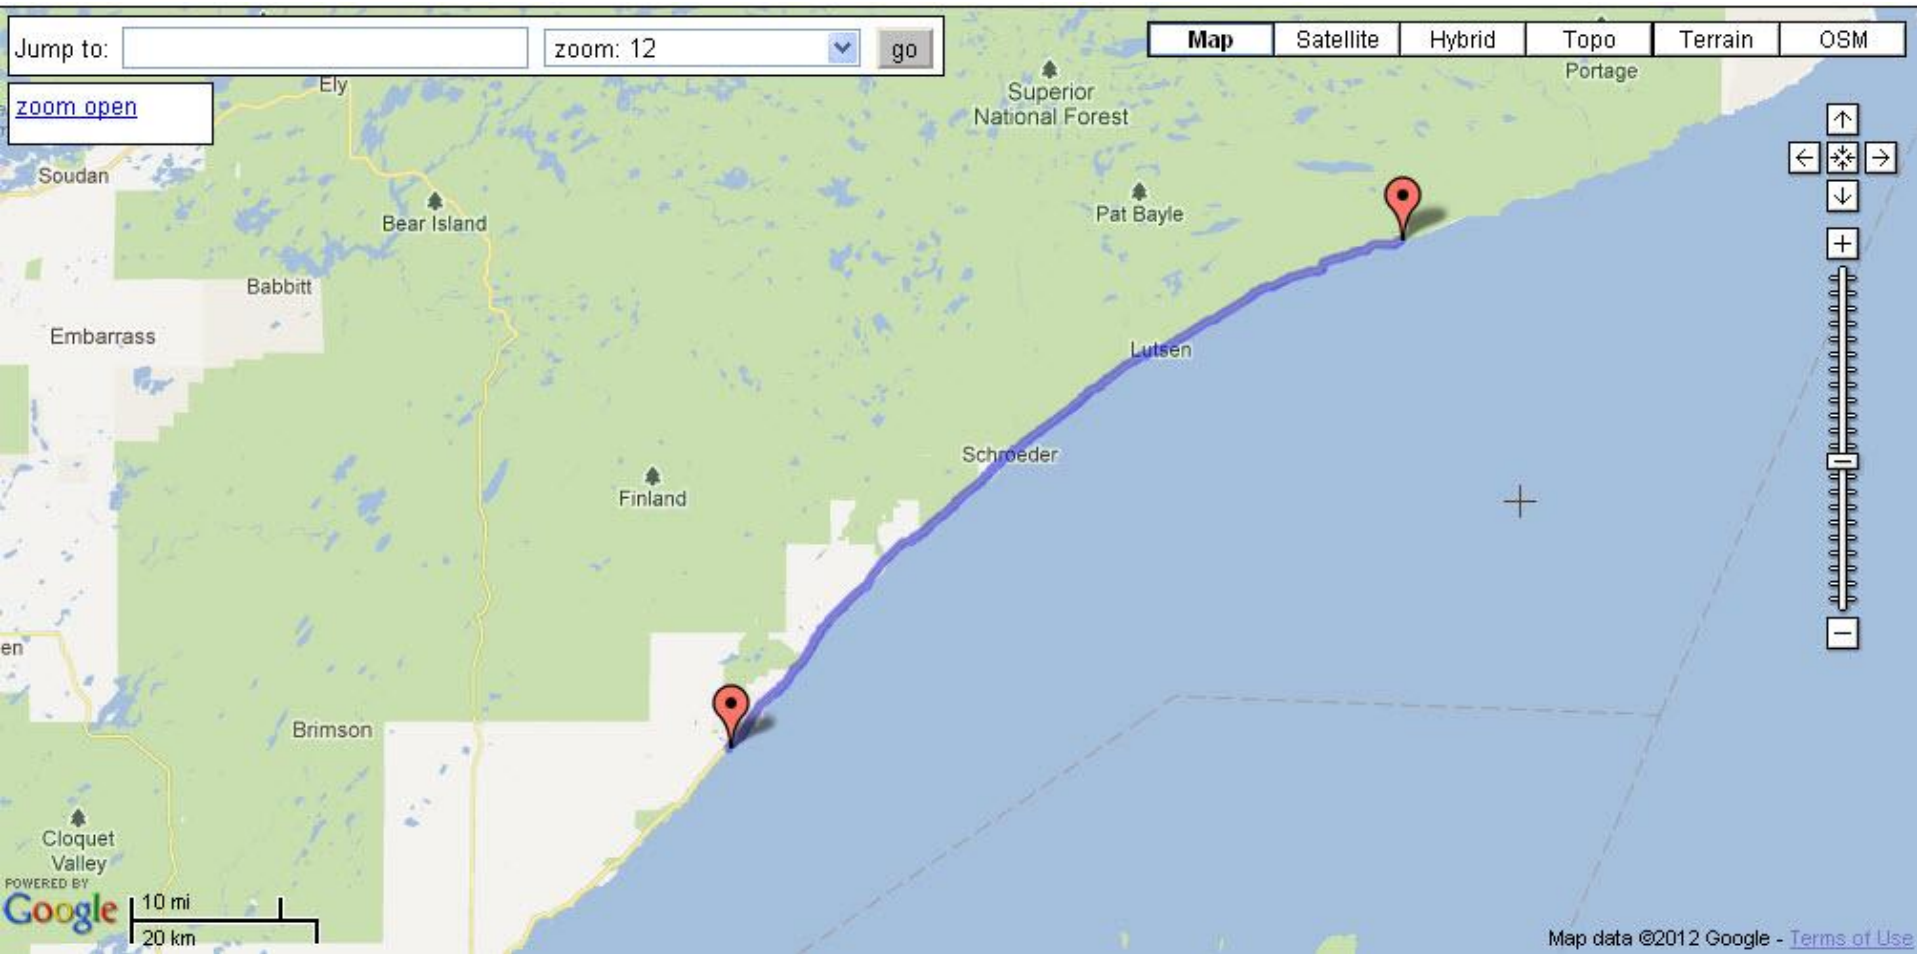 Jump to:
zoom: 12
go
Map
Satellite
Hybrid
Topo
Terrain
OSM
zoom open
Ely
Superior
National Forest
Portage
Soudan
Bear Island
Pat Bayle
Babbitt
Embarrass
Lutsen
Schroeder
Finland
en
Brimson
Cloquet
Valley
POWERED BY
Google
10 mi
20 km
Map data ©2012 Google - Terms of Use